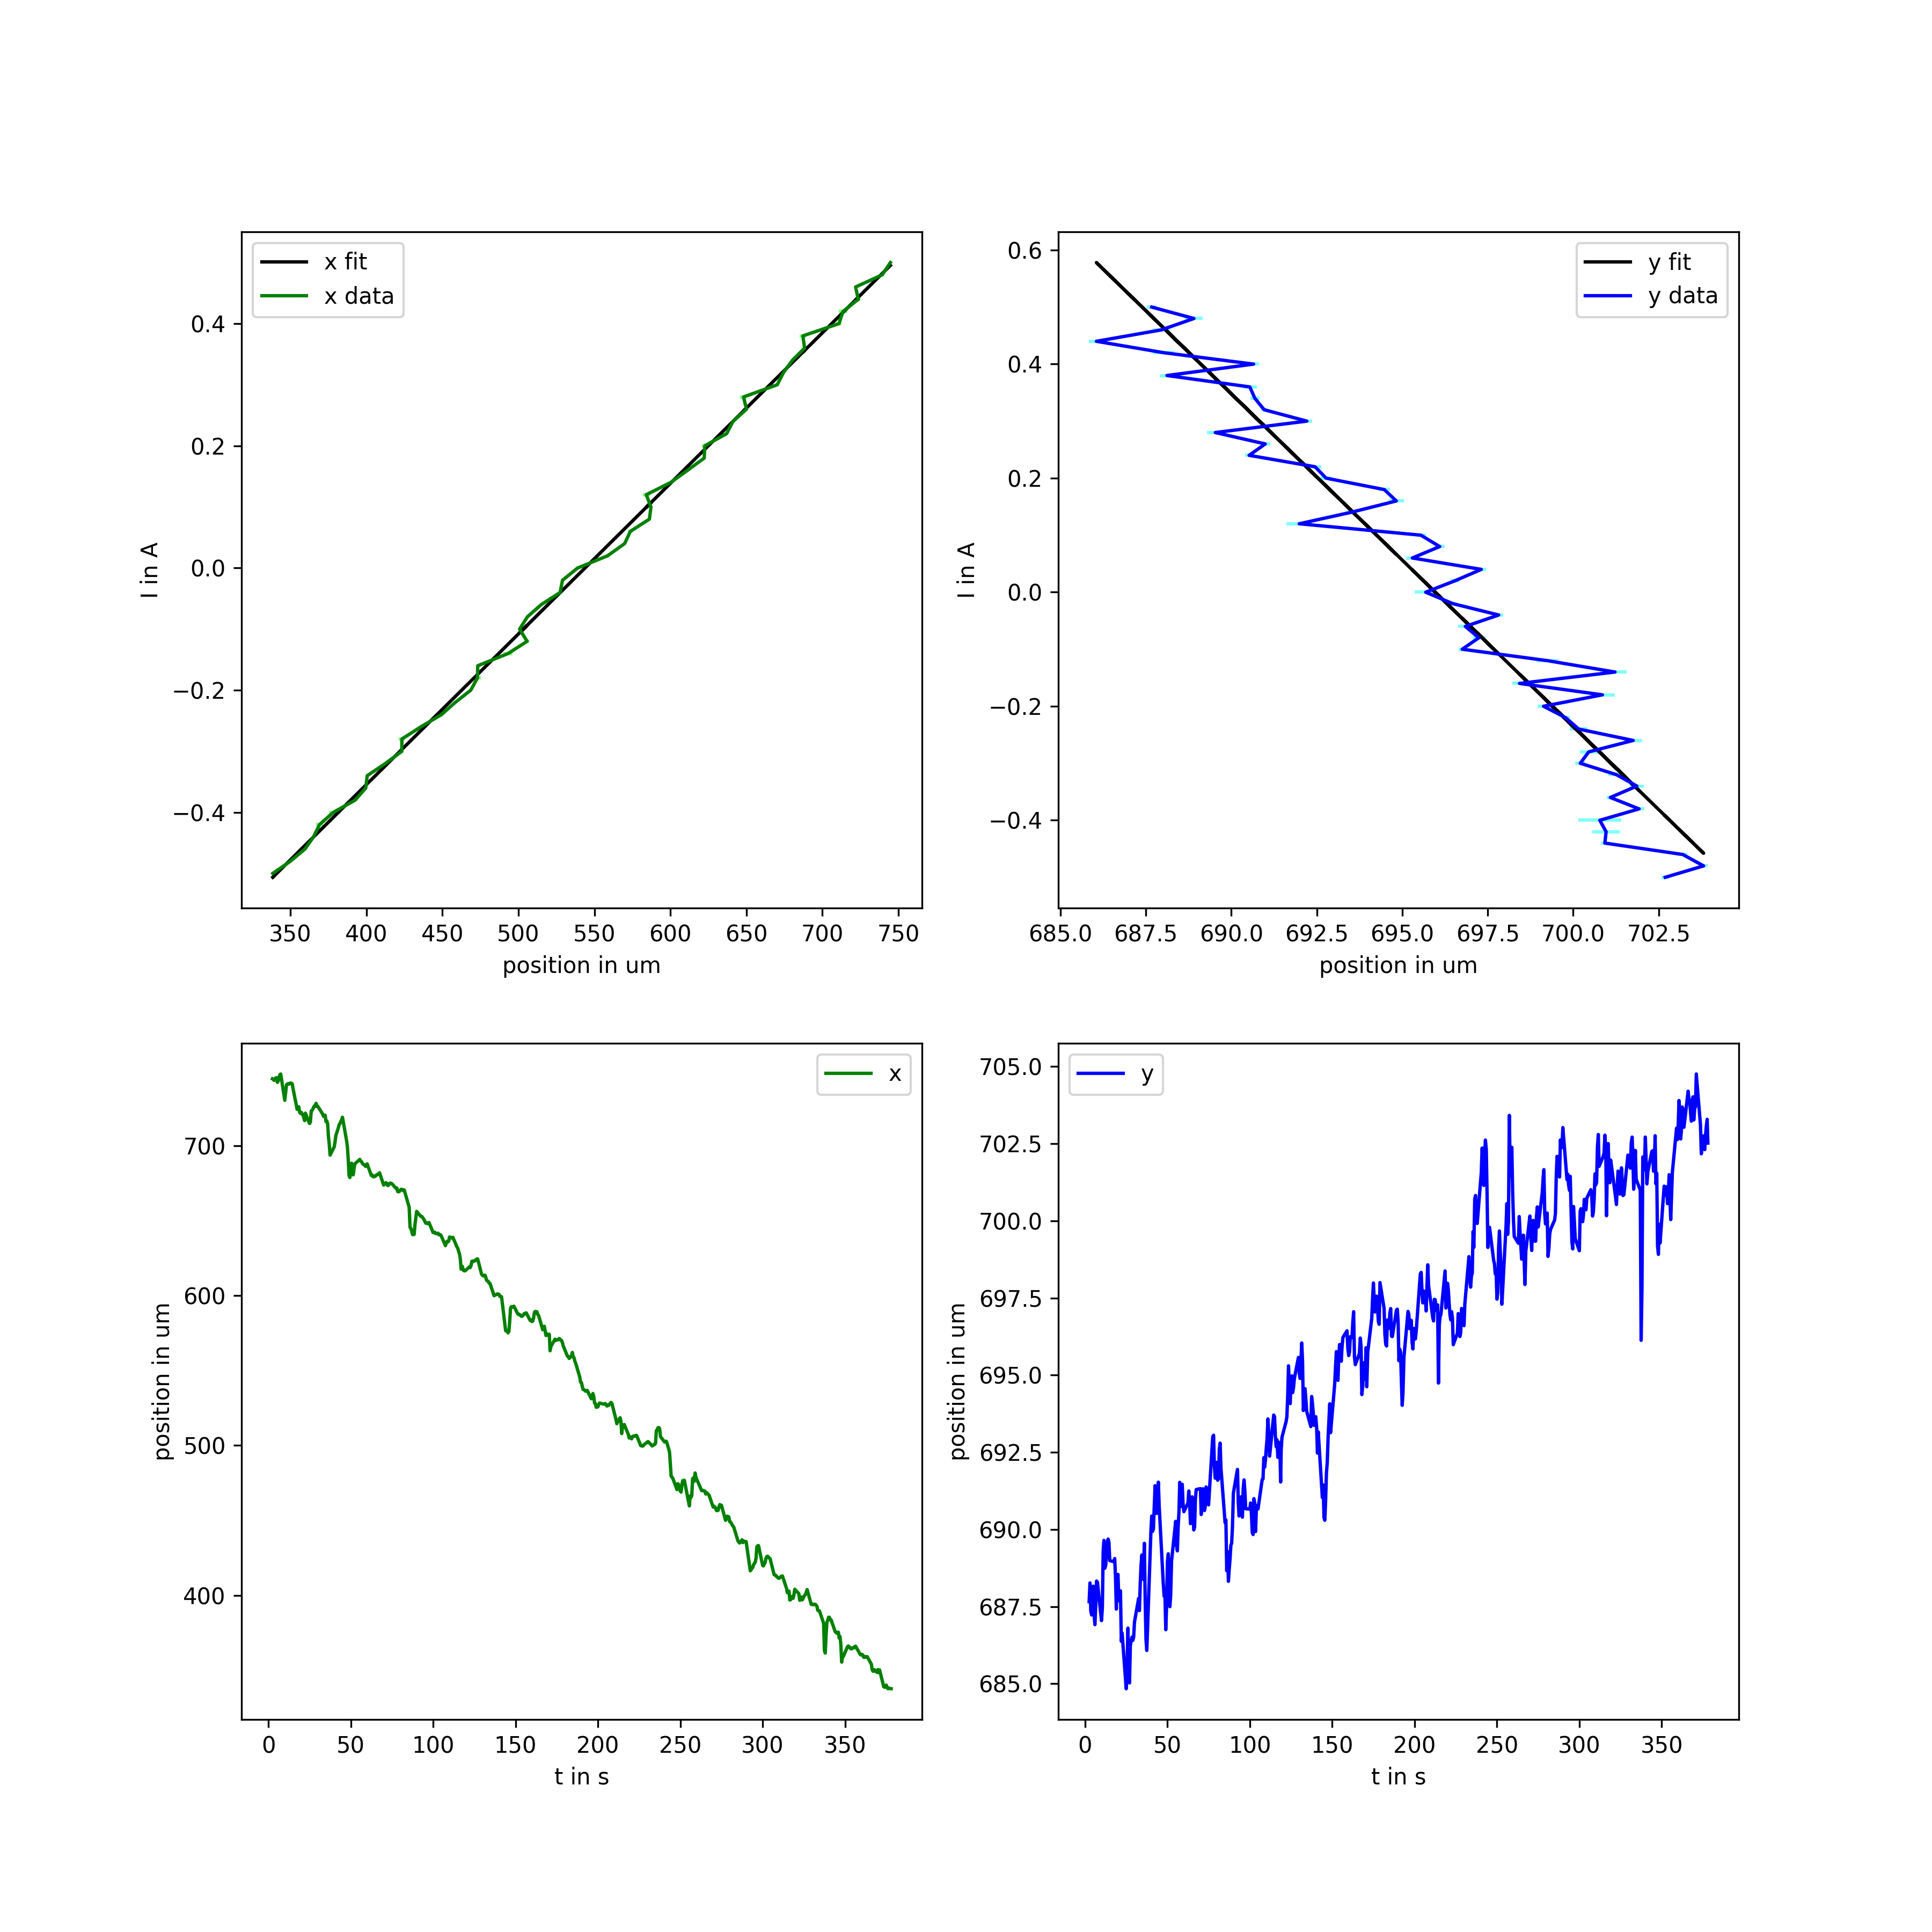 x fit
x data
0.4
0.2
0.0
−0.2
−0.4
I in A
350 400 450 500 550 600 650 700 750
position in um
y fit
y data
0.6
0.4
0.2
0.0
−0.2
−0.4
I in A
685.0 687.5 690.0 692.5 695.0 697.5 700.0 702.5
position in um
x
700
600
500
400
position in um
0 50 100 150 200 250 300 350
t in s
y
705.0
702.5
700.0
697.5
695.0
692.5
690.0
687.5
685.0
position in um
0 50 100 150 200 250 300 350
t in s